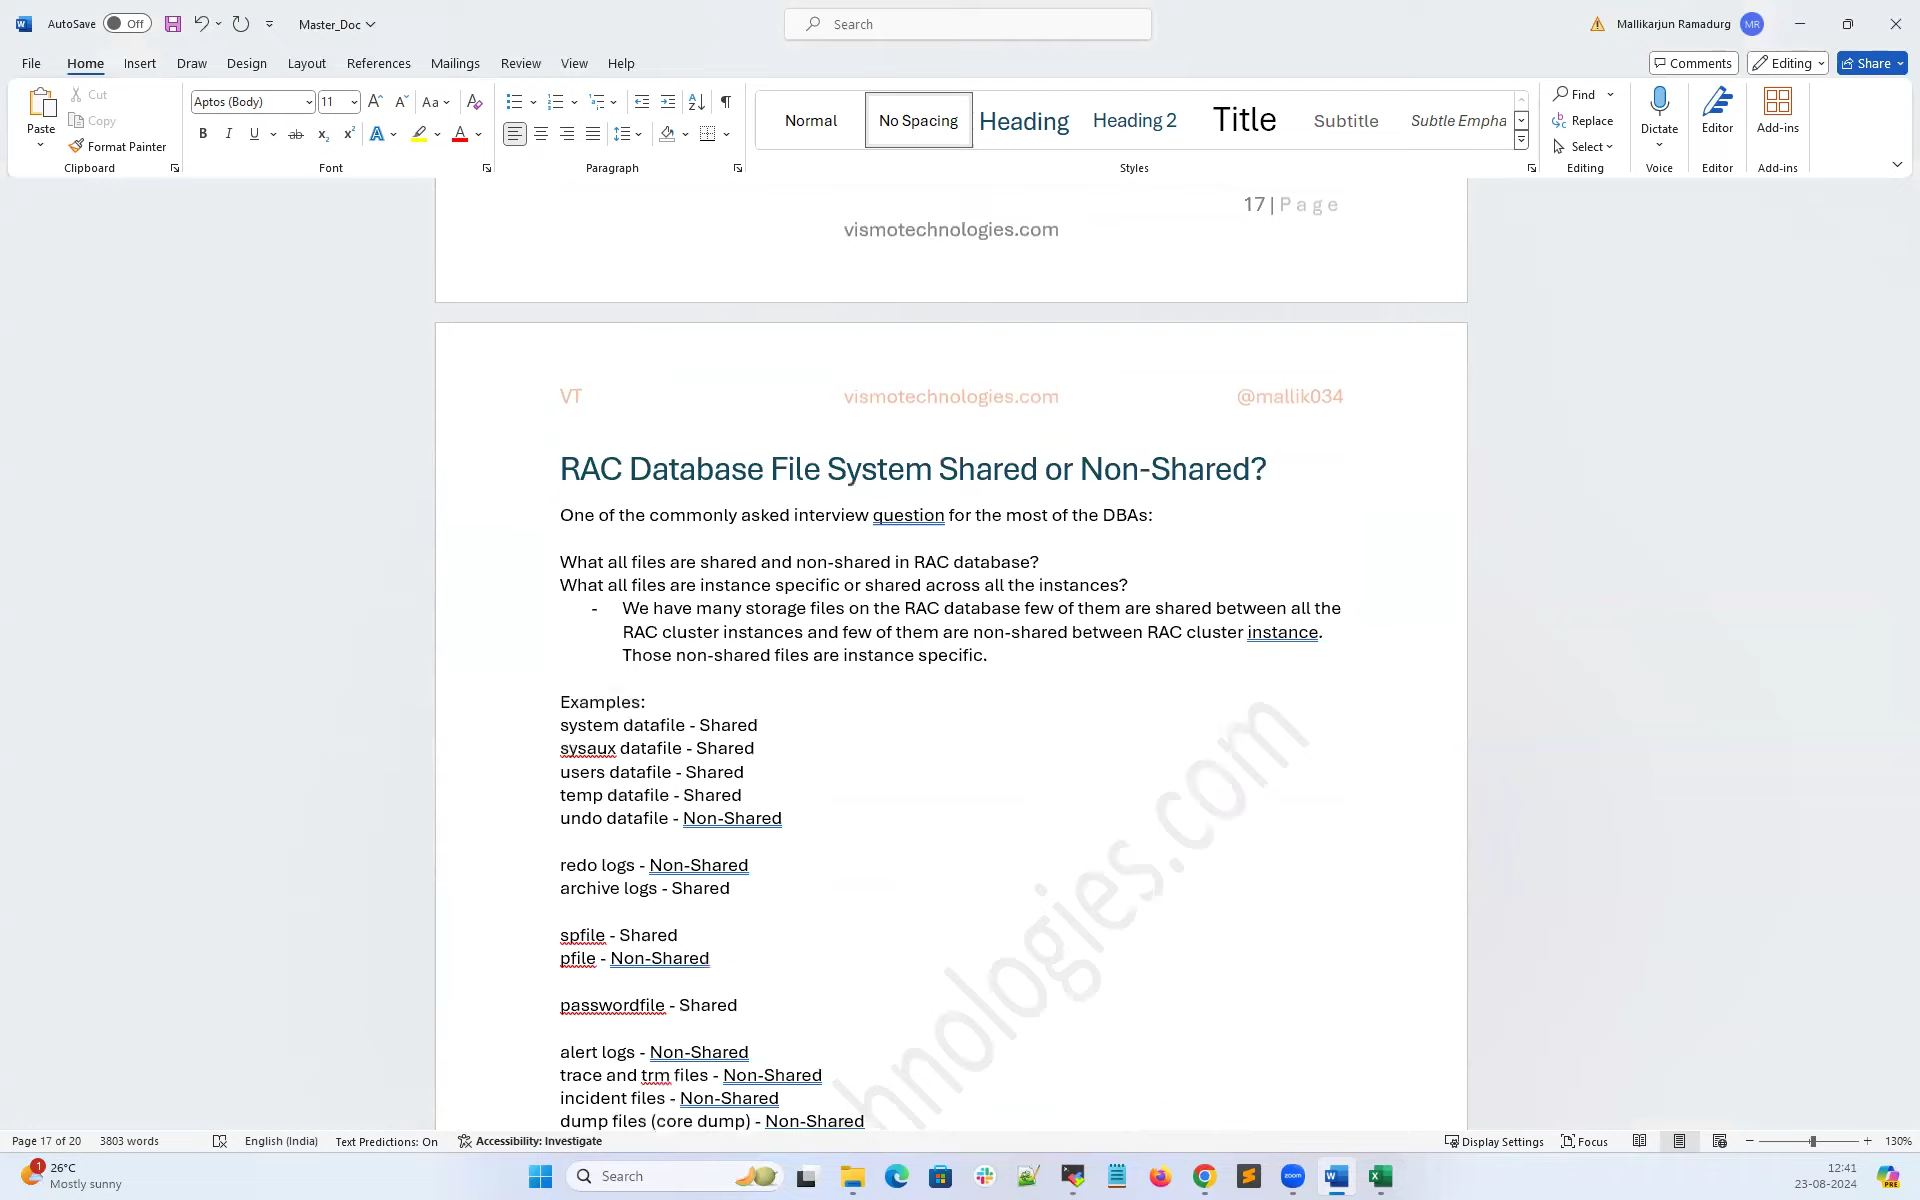 AutoSave Off Master_Doc Search Mallikarjun Ramadurg MR
File Home Insert Draw Design Layout References Mailings Review View Help Comments Editing Share
Paste Cut Copy Format Painter Clipboard
Aptos (Body) 11 Font
Paragraph
Normal No Spacing Heading Heading 2 Title Subtitle Subtle Empha Styles
Find Replace Select Editing
Dictate Voice
Editor Editor
Add-ins Add-ins
17 | Page
vismotechnologies.com
VT vismotechnologies.com @mallik034
RAC Database File System Shared or Non-Shared?
One of the commonly asked interview question for the most of the DBAs:
What all files are shared and non-shared in RAC database?
What all files are instance specific or shared across all the instances?
- We have many storage files on the RAC database few of them are shared between all the
RAC cluster instances and few of them are non-shared between RAC cluster instance.
Those non-shared files are instance specific.
Examples:
system datafile - Shared
sysaux datafile - Shared
users datafile - Shared
temp datafile - Shared
undo datafile - Non-Shared
redo logs - Non-Shared
archive logs - Shared
spfile - Shared
pfile - Non-Shared
passwordfile - Shared
alert logs - Non-Shared
trace and trm files - Non-Shared
incident files - Non-Shared
dump files (core dump) - Non-Shared
hnologies.com
Page 17 of 20 3803 words English (India) Text Predictions: On Accessibility: Investigate Display Settings Focus 130%
1 26°C
Mostly sunny
Search
zoom
12:41
23-08-2024
PRE